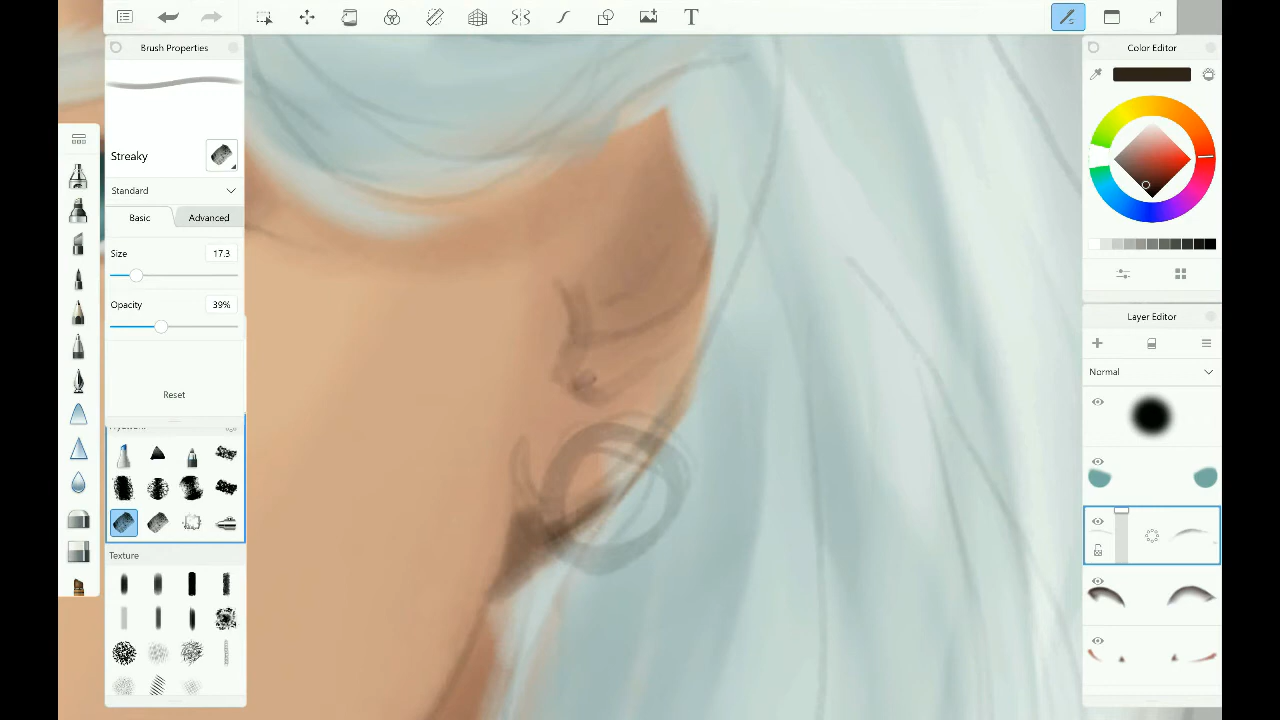 T
Brush Properties
Streaky
Standard
Basic
Advanced
Size
17.3
Opacity
39%
Reset
Texture
Color Editor
Layer Editor
Normal